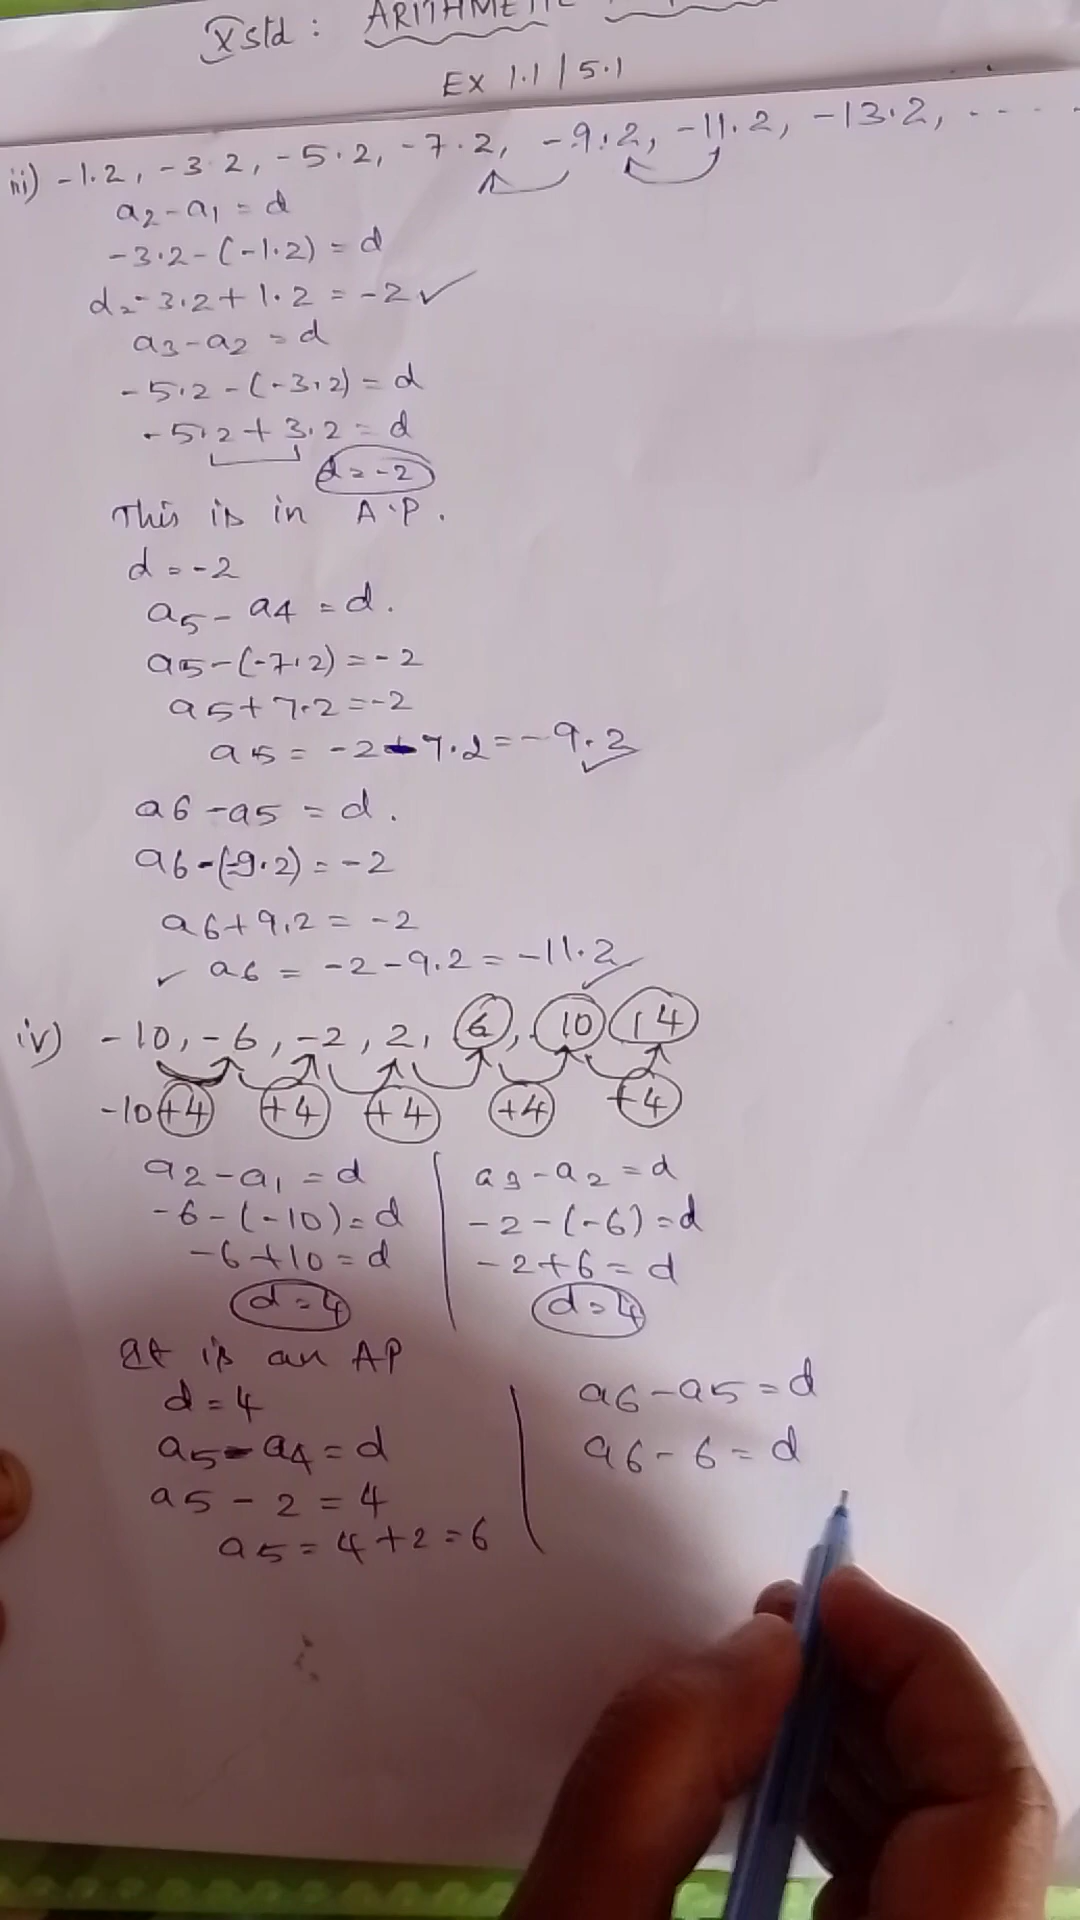 X std : ARITHMETIC
Ex 1.1 / 5.1
iii) -1.2, -3.2, -5.2, -7.2, -9.2, -11.2, -13.2, ....
a2 - a1 = d
-3.2 - (-1.2) = d
d = -3.2 + 1.2 = -2 ✓
a3 - a2 = d
-5.2 - (-3.2) = d
-5.2 + 3.2 = d
d = -2
This is in A.P.
d = -2
a5 - a4 = d.
a5 - (-7.2) = -2
a5 + 7.2 = -2
a5 = -2 - 7.2 = -9.2
a6 - a5 = d.
a6 - (-9.2) = -2
a6 + 9.2 = -2
✓ a6 = -2 - 9.2 = -11.2
iv) -10, -6, -2, 2, 6, 10 14
-10 +4 +4 +4 +4 +4
a2 - a1 = d
-6 - (-10) = d
-6 + 10 = d
d = 4
a3 - a2 = d
-2 - (-6) = d
-2 + 6 = d
d = 4
It is an AP
d = 4
a5 - a4 = d
a5 - 2 = 4
a5 = 4 + 2 = 6
a6 - a5 = d
a6 - 6 = d